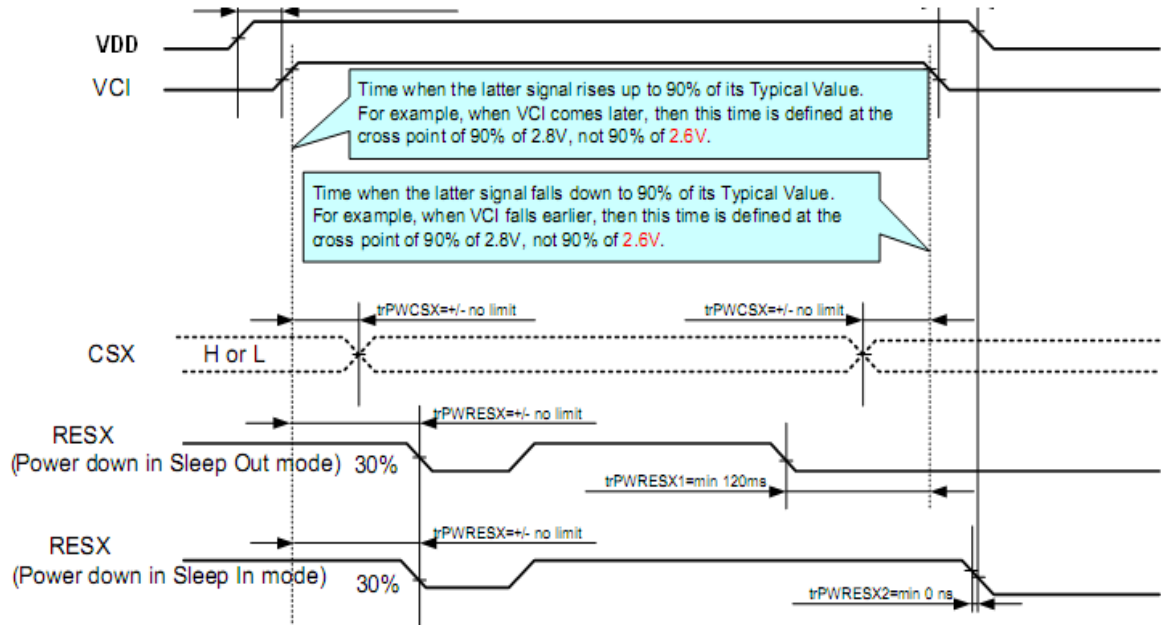 VDD
VCI
Time when the latter signal rises up to 90% of its Typical Value.
For example, when VCI comes later, then this time is defined at the
cross point of 90% of 2.8V, not 90% of 2.6V.
Time when the latter signal falls down to 90% of its Typical Value.
For example, when VCI falls earlier, then this time is defined at the
cross point of 90% of 2.8V, not 90% of 2.6V.
trPWCSX=+/- no limit
trPWCSX=+/- no limit
CSX
H or L
trPWRESX=+/- no limit
RESX
(Power down in Sleep Out mode)
30%
trPWRESX1=min 120ms
trPWRESX=+/- no limit
RESX
(Power down in Sleep In mode)
30%
trPWRESX2=min 0 ns